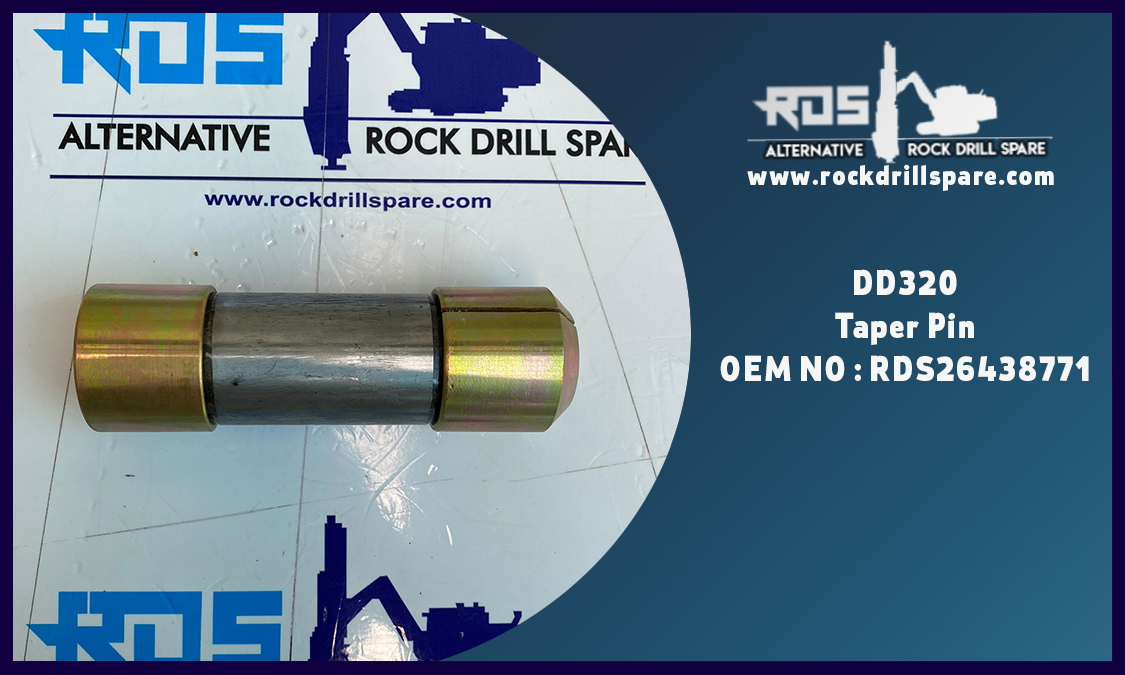 RDS
ALTERNATIVE ROCK DRILL SPAR
www.rockdrillspare.com
RDS
RDS
ALTERNATIVE ROCK DRILL SPARE
www.rockdrillspare.com
DD320
Taper Pin
OEM NO : RDS26438771